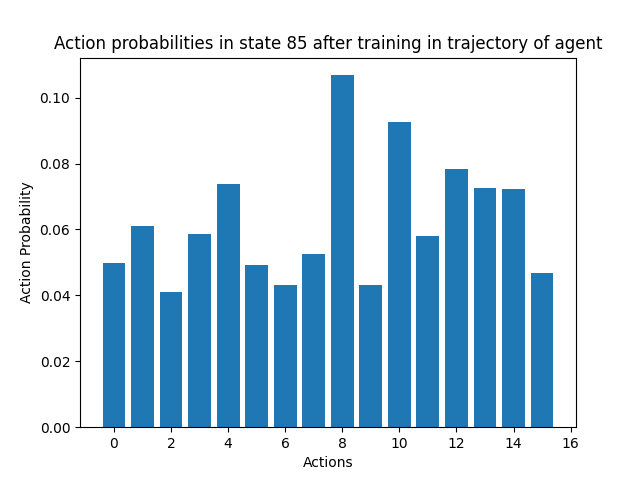 Action probabilities in state 85 after training in trajectory of agent
0.10
0.08
0.06
0.04
0.02
0.00
Action Probability
0 2 4 6 8 10 12 14 16
Actions